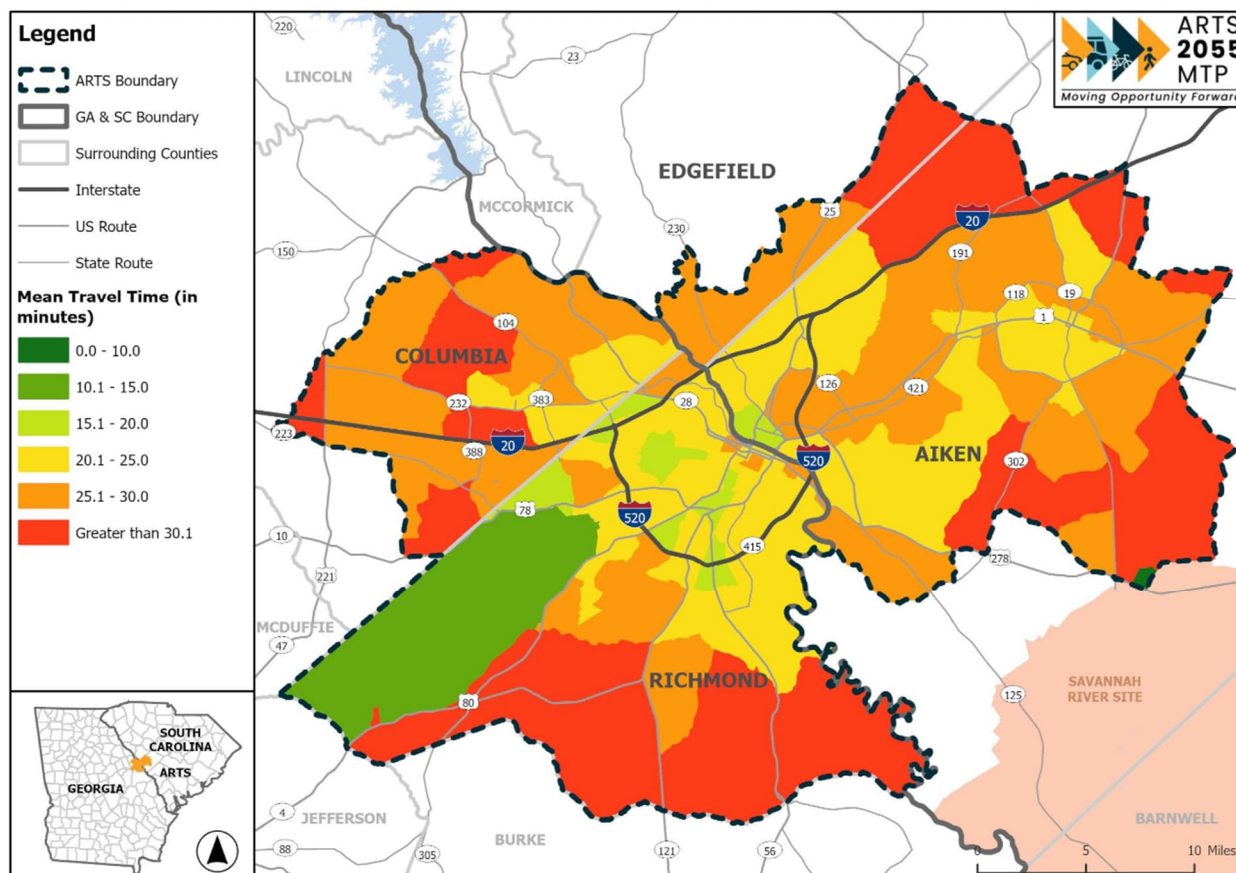 Legend
ARTS Boundary
GA & SC Boundary
Surrounding Counties
Interstate
US Route
State Route
Mean Travel Time (in
minutes)
0.0 - 10.0
10.1 - 15.0
15.1 - 20.0
20.1 - 25.0
25.1 - 30.0
Greater than 30.1
SOUTH
CAROLINA
ARTS
GEORGIA
ARTS
2055
MTP
Moving Opportunity Forward
220
23
LINCOLN
EDGEFIELD
MCCORMICK
25
230
20
150
191
118
19
1
104
COLUMBIA
126
421
232
383
28
223
20
388
AIKEN
302
520
78
520
415
10
278
221
MCDUFFIE
47
RICHMOND
SAVANNAH
RIVER SITE
80
125
4
JEFFERSON
BURKE
BARNWELL
88
305
121
56
0
5
10 Miles